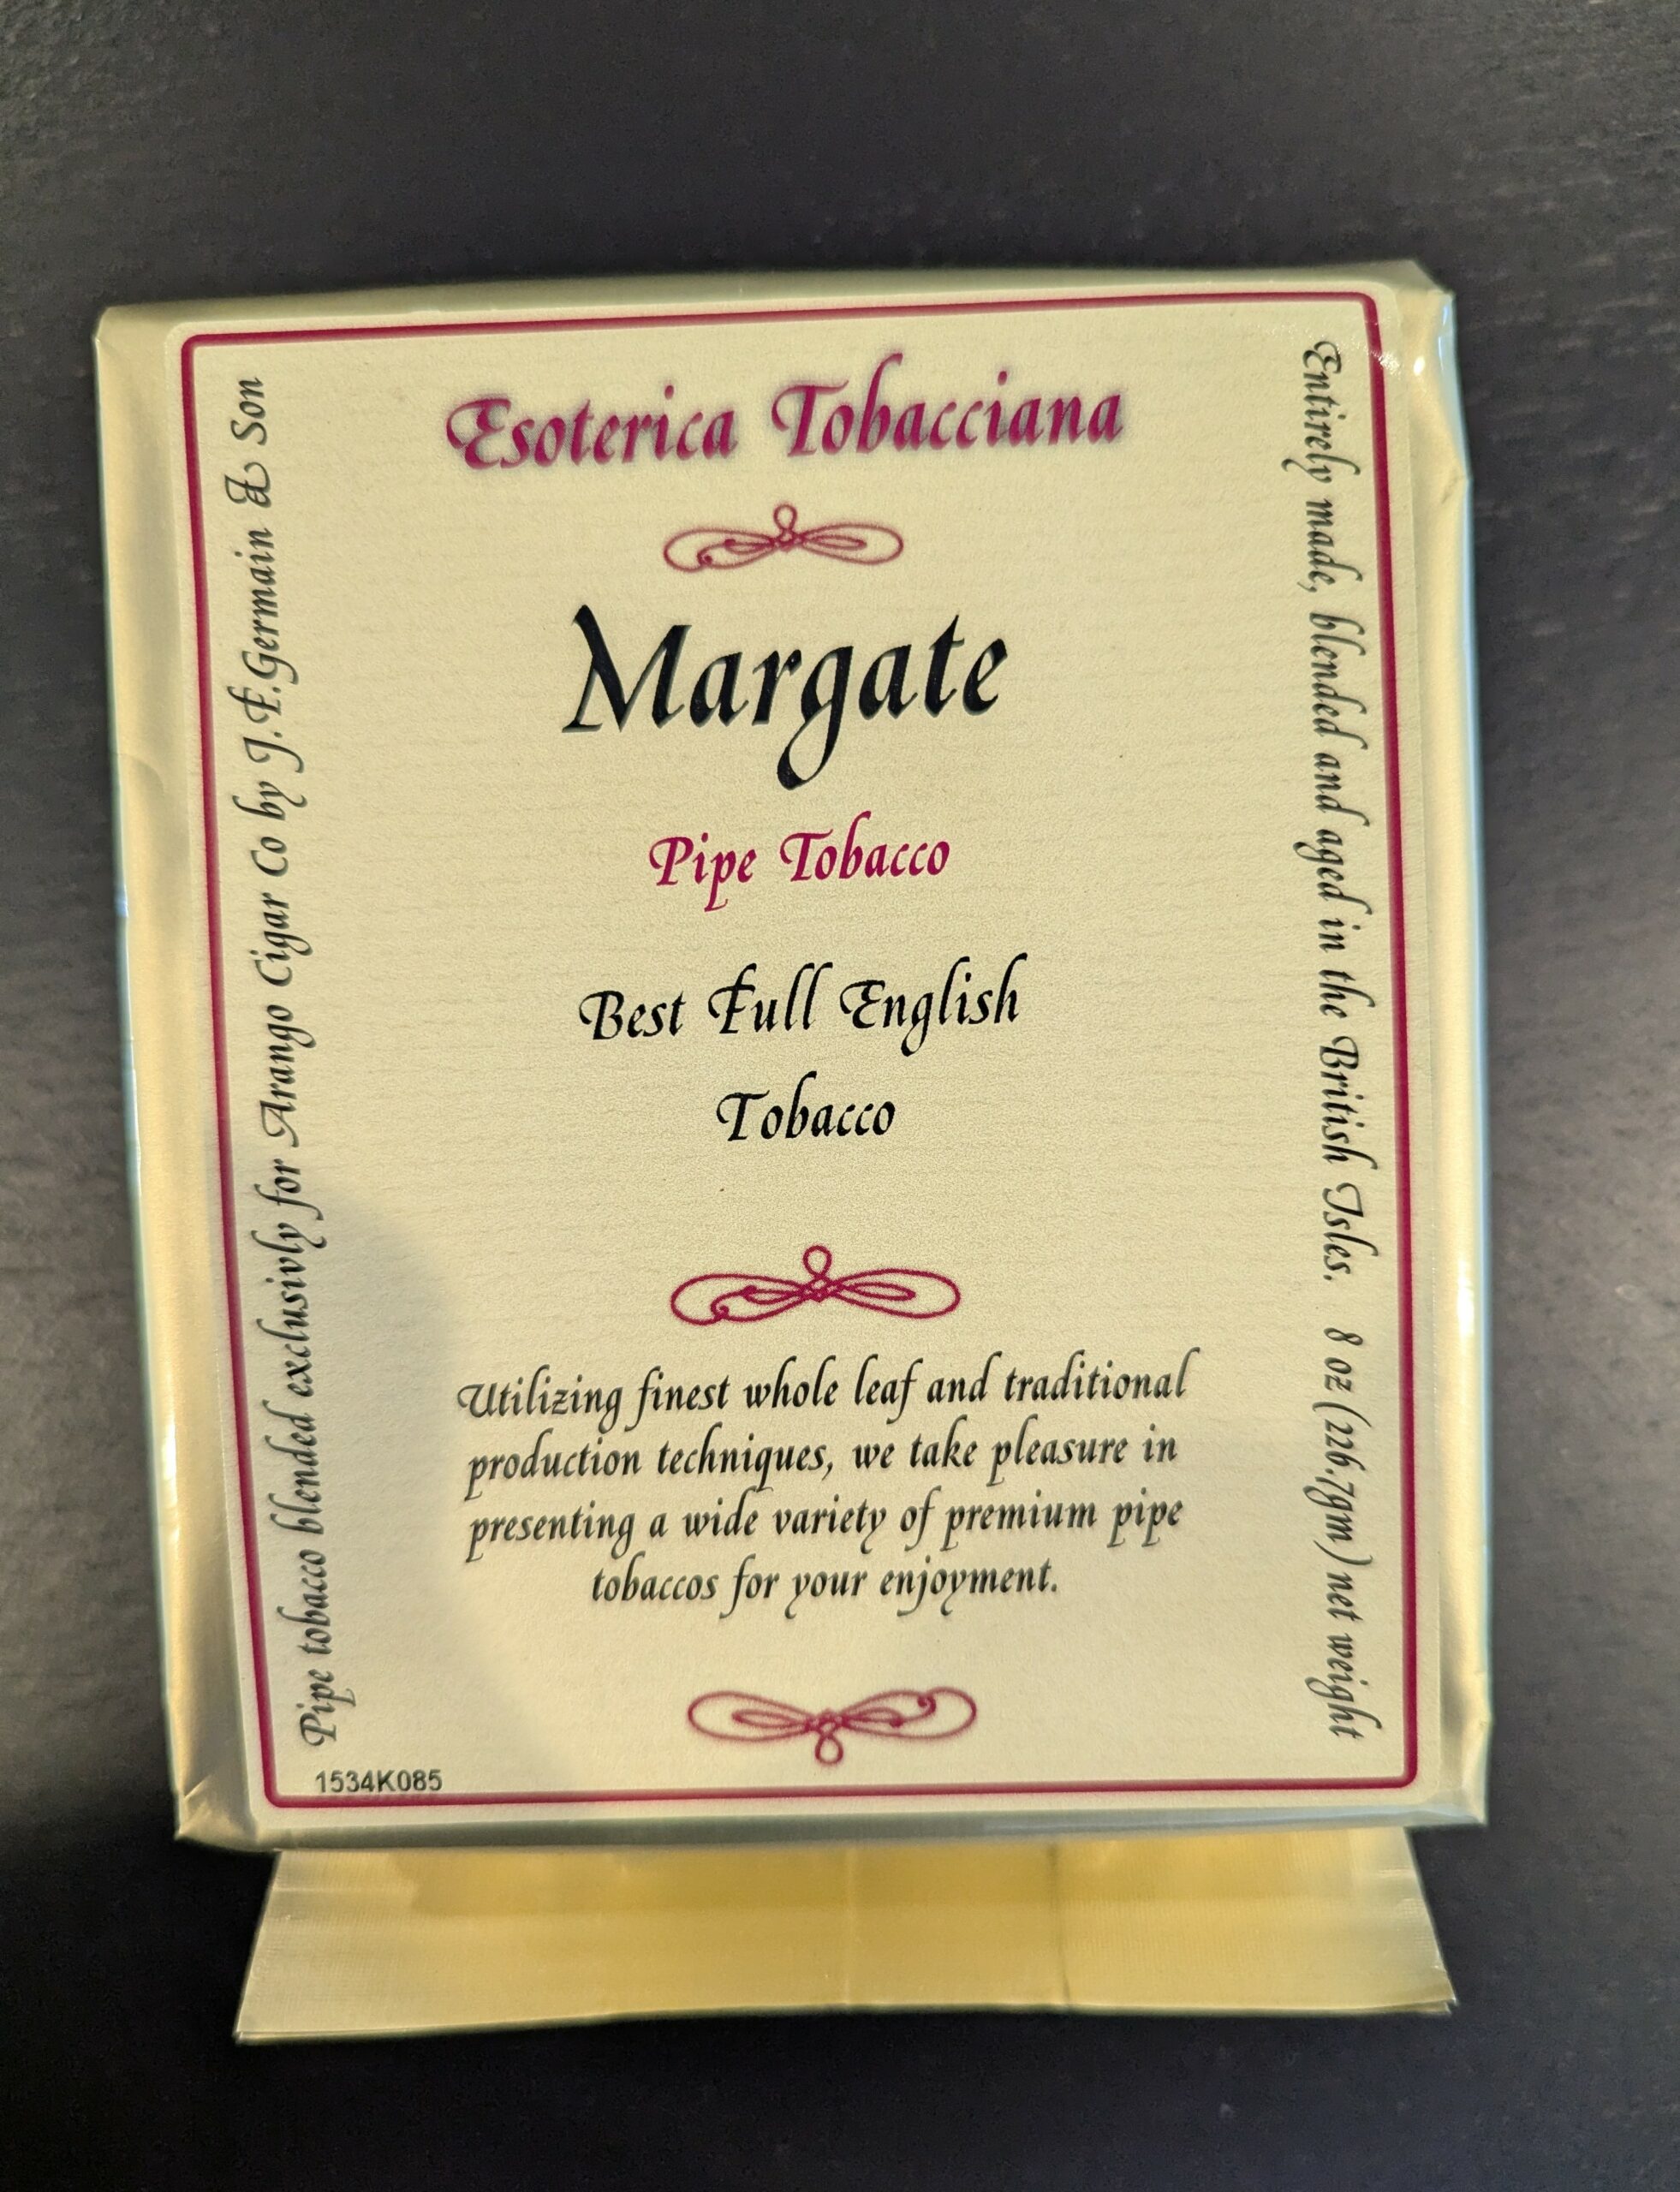 Esoterica Tobacciana
Margate
Pipe Tobacco
Best Full English
Tobacco
Utilizing finest whole leaf and traditional
production techniques, we take pleasure in
presenting a wide variety of premium pipe
tobaccos for your enjoyment.
Pipe tobacco blended exclusivly for Arango Cigar Co by J.F.Germain & Son
Entirely made, blended and aged in the British Isles. 8 oz (226.7gm) net weight
1534K085